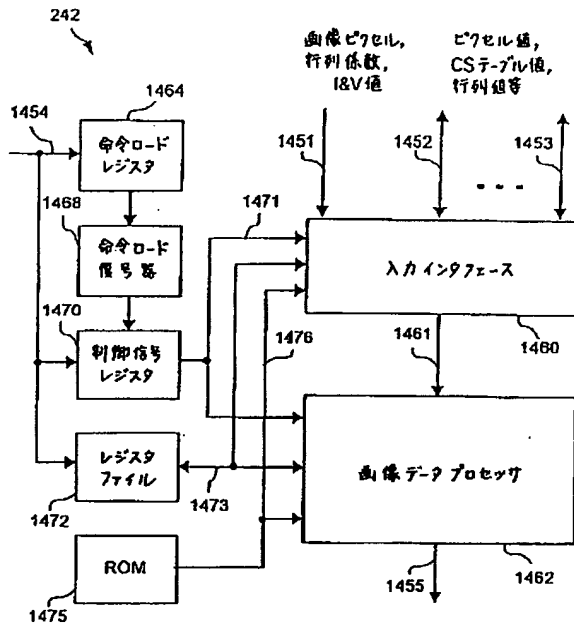 242
1464
1454
命令ロード
レジスタ
1468
命令ロード
信号器
1470
制御信号
レジスタ
レジスタ
ファイル
1472
ROM
1475
画像ピクセル,
行列係数,
I&V値
ピクセル値,
CSテーブル値,
行列組等
1451
1452
1453
1471
入力インタフェース
1476
1461
1460
画像データプロセッサ
1473
1455
1462